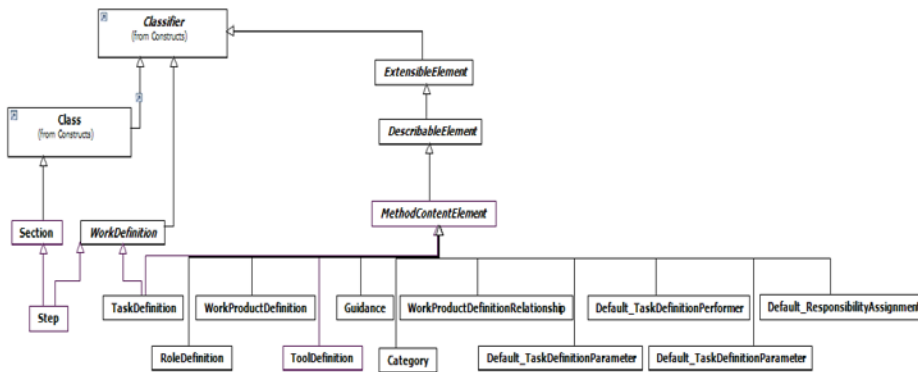 Classifier
(from Constructs)
ExtensibleElement
Class
(from Constructs)
DescribableElement
MethodContentElement
Section
WorkDefinition
TaskDefinition
WorkProductDefinition
Guidance
WorkProductDefinitionRelationship
Default_TaskDefinitionPerformer
Default_ResponsibilityAssignment
Step
RoleDefinition
ToolDefinition
Category
Default_TaskDefinitionParameter
Default_TaskDefinitionParameter